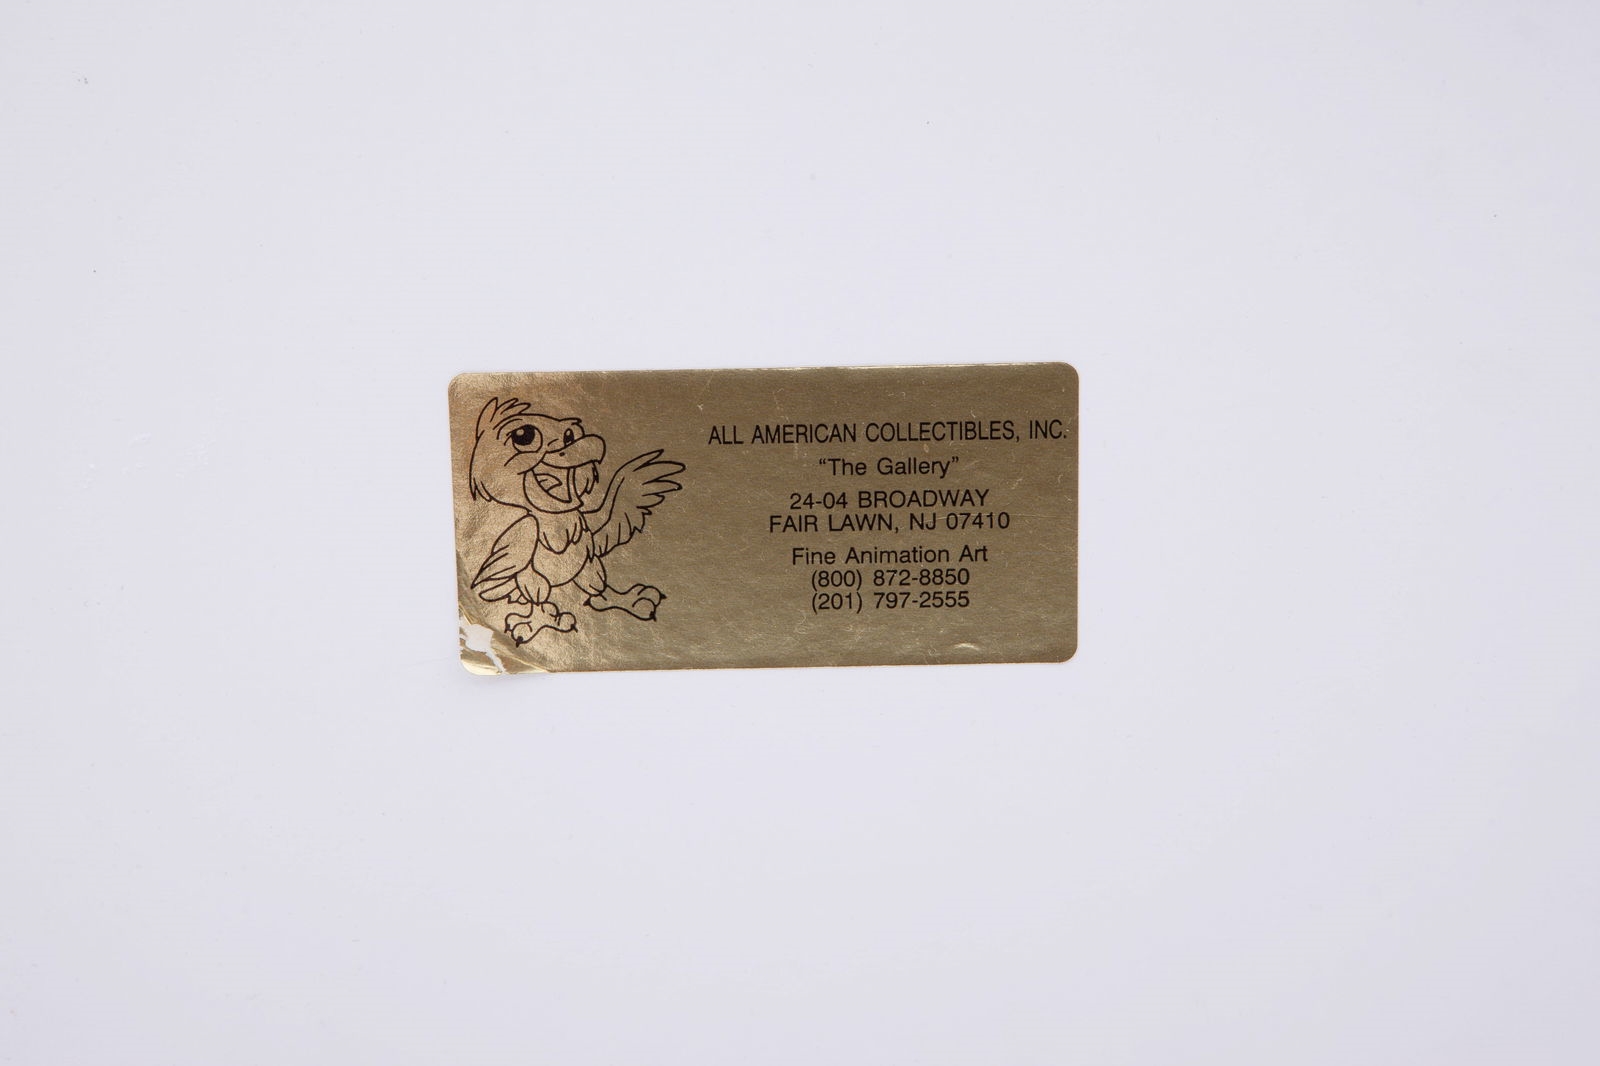 ALL AMERICAN COLLECTIBLES, INC.
“The Gallery”
24-04 BROADWAY
FAIR LAWN, NJ 07410
Fine Animation Art
(800) 872-8850
(201) 797-2555